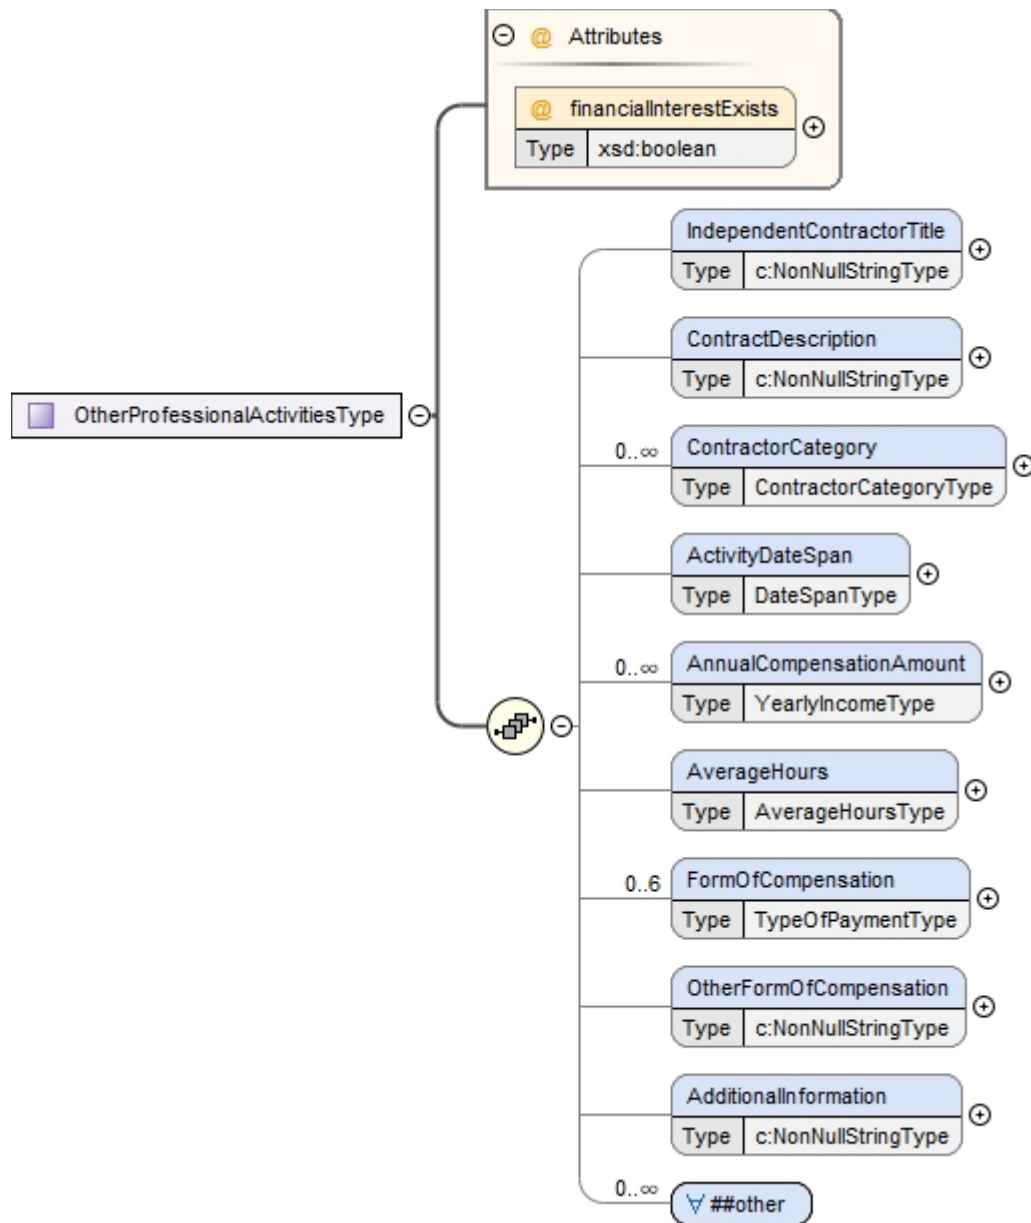 @ Attributes
@ financialInterestExists
Type xsd:boolean
IndependentContractorTitle
Type c:NonNullStringType
ContractDescription
Type c:NonNullStringType
OtherProfessionalActivitiesType
0..∞ ContractorCategory
Type ContractorCategoryType
ActivityDateSpan
Type DateSpanType
0..∞ AnnualCompensationAmount
Type YearlyIncomeType
AverageHours
Type AverageHoursType
0..6 FormOfCompensation
Type TypeOfPaymentType
OtherFormOfCompensation
Type c:NonNullStringType
AdditionalInformation
Type c:NonNullStringType
0..∞ ∀ ##other